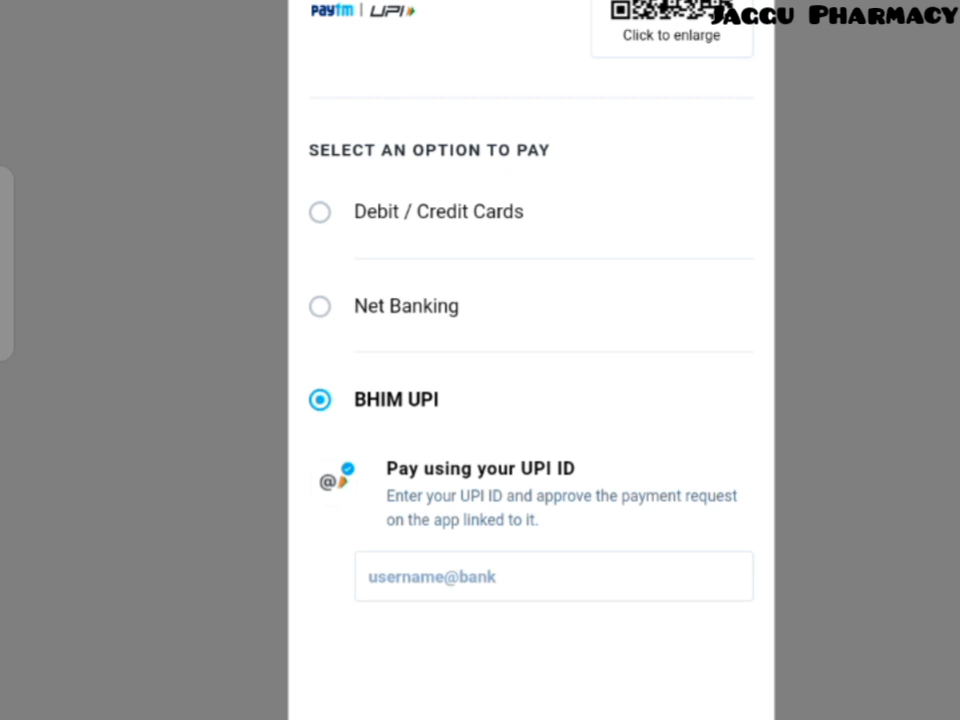 Jaggu Pharmacy
Paytm | UPI
Click to enlarge
SELECT AN OPTION TO PAY
Debit / Credit Cards
Net Banking
BHIM UPI
@
Pay using your UPI ID
Enter your UPI ID and approve the payment request
on the app linked to it.
username@bank